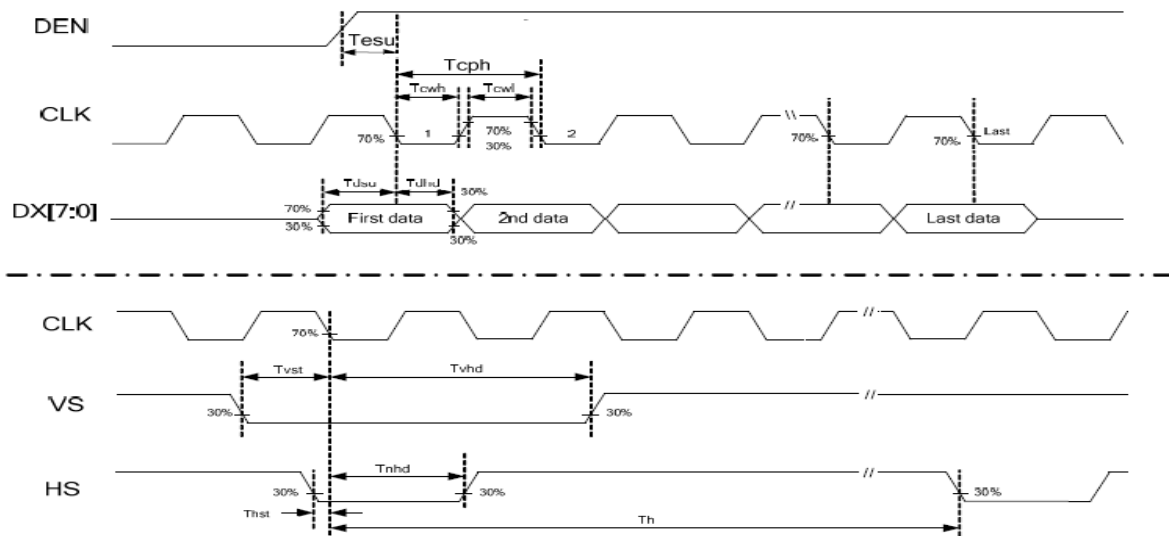 DEN
Tesu
Tcph
Tcwh
Tcwl
CLK
//
70%
1
70%
30%
2
70%
70%
Last
Tdsu
Tdhd
30%
DX[7:0]
70%
30%
First data
2nd data
//
Last data
30%
CLK
70%
//
Tvst
Tvhd
VS
30%
30%
//
Tnhd
HS
30%
30%
//
30%
Thst
Th